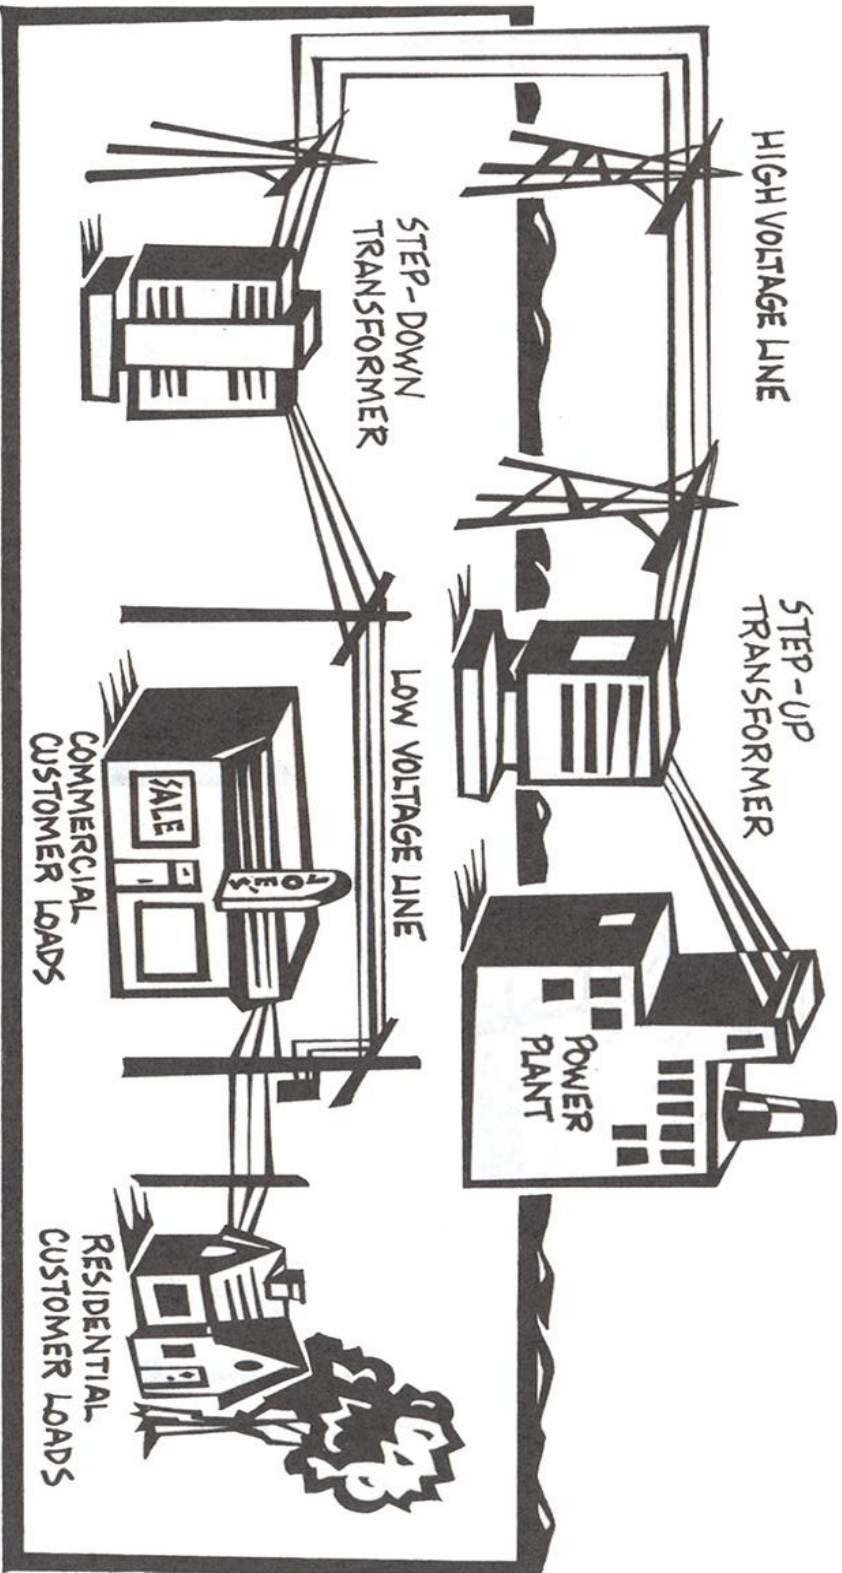 HIGH VOLTAGE LINE
STEP-UP
TRANSFORMER
POWER
PLANT
STEP-DOWN
TRANSFORMER
LOW VOLTAGE LINE
SALE
JOE'S
COMMERCIAL
CUSTOMER LOADS
RESIDENTIAL
CUSTOMER LOADS